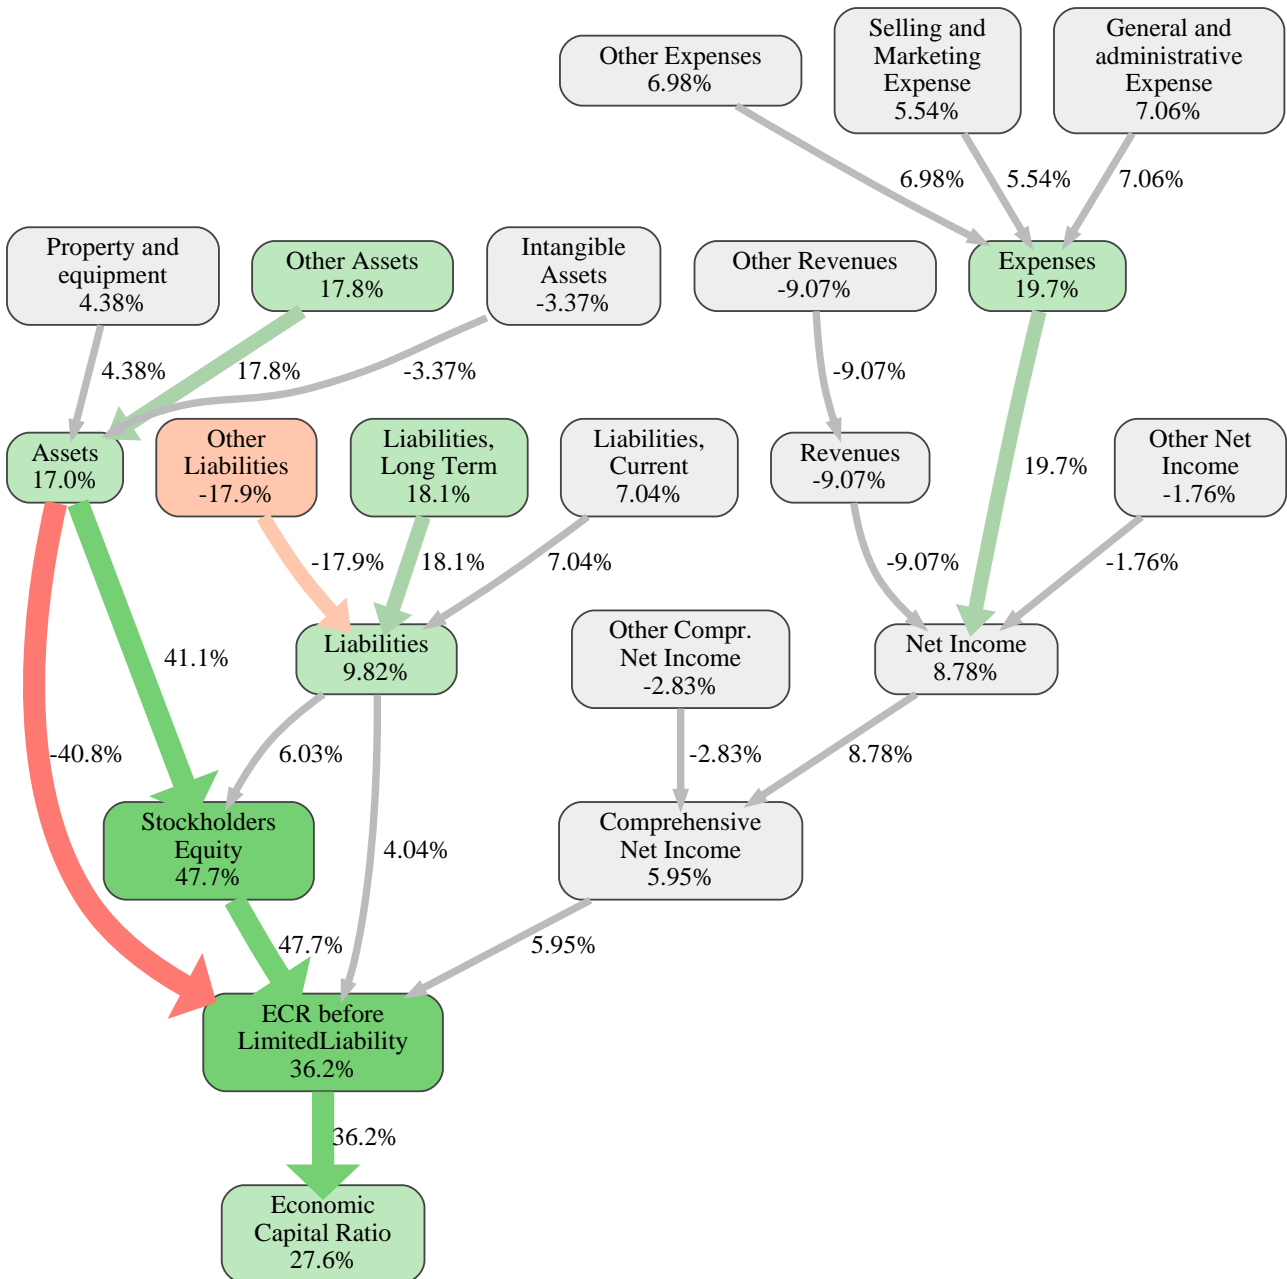 Other Expenses
6.98%
Selling and
Marketing
Expense
5.54%
General and
administrative
Expense
7.06%
6.98%
5.54%
7.06%
Property and
equipment
4.38%
Other Assets
17.8%
Intangible
Assets
-3.37%
Other Revenues
-9.07%
Expenses
19.7%
4.38%
17.8%
-3.37%
-9.07%
Assets
17.0%
Other
Liabilities
-17.9%
Liabilities,
Long Term
18.1%
Liabilities,
Current
7.04%
Revenues
-9.07%
19.7%
Other Net
Income
-1.76%
-17.9%
18.1%
7.04%
-9.07%
-1.76%
41.1%
Liabilities
9.82%
Other Compr.
Net Income
-2.83%
Net Income
8.78%
-40.8%
6.03%
-2.83%
8.78%
Stockholders
Equity
47.7%
4.04%
Comprehensive
Net Income
5.95%
47.7%
5.95%
ECR before
LimitedLiability
36.2%
36.2%
Economic
Capital Ratio
27.6%